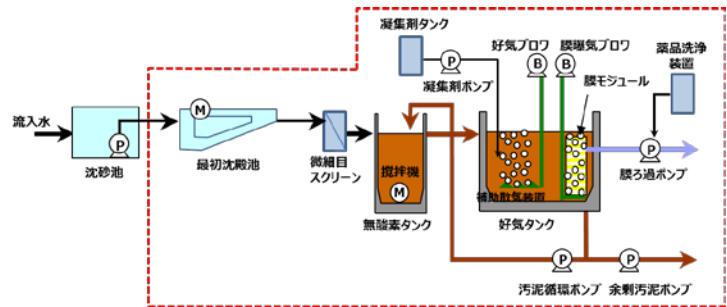 凝集剤タンク
P
凝集剤ポンプ
好気ブロワ
膜曝気ブロワ
B
B
膜モジュール
薬品洗浄
装置
流入水
P
沈砂池
M
最初沈殿池
微細目
スクリーン
撹拌機
M
無酸素タンク
補助散気装置
好気タンク
P
膜ろ過ポンプ
P
P
汚泥循環ポンプ
余剰汚泥ポンプ